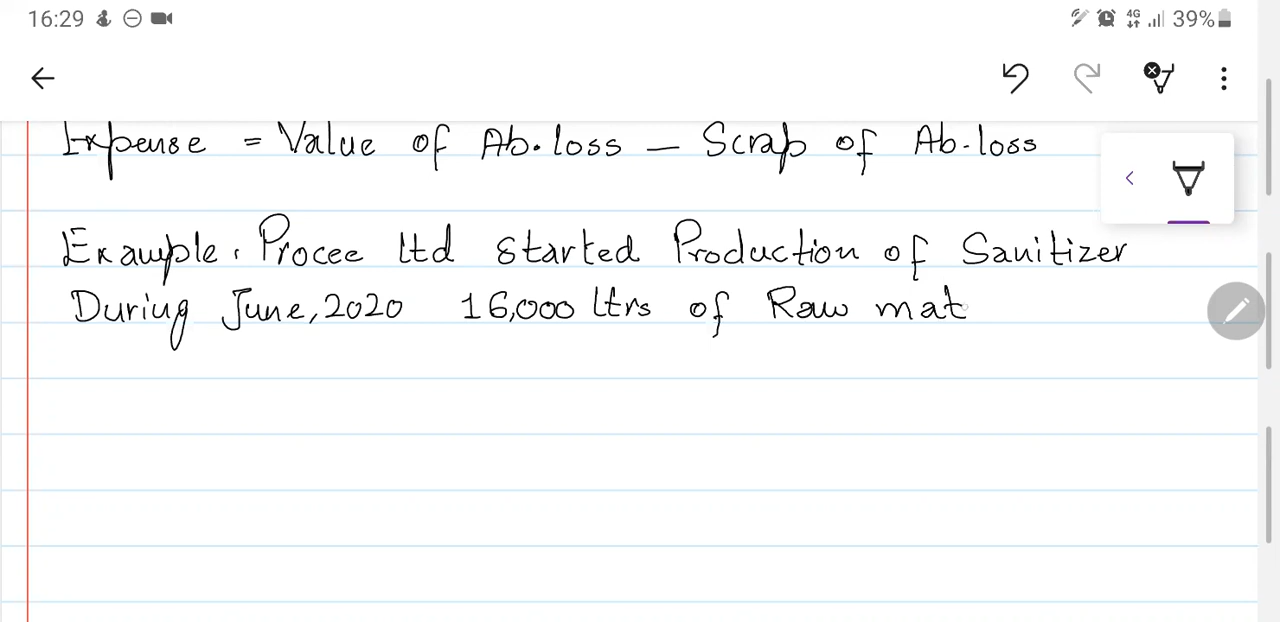 16:29 4G 39%
Expense = Value of Ab. loss - Scrap of Ab. loss
Example. Procee ltd started Production of Sanitizer
During June, 2020 16,000 ltrs of Raw mat